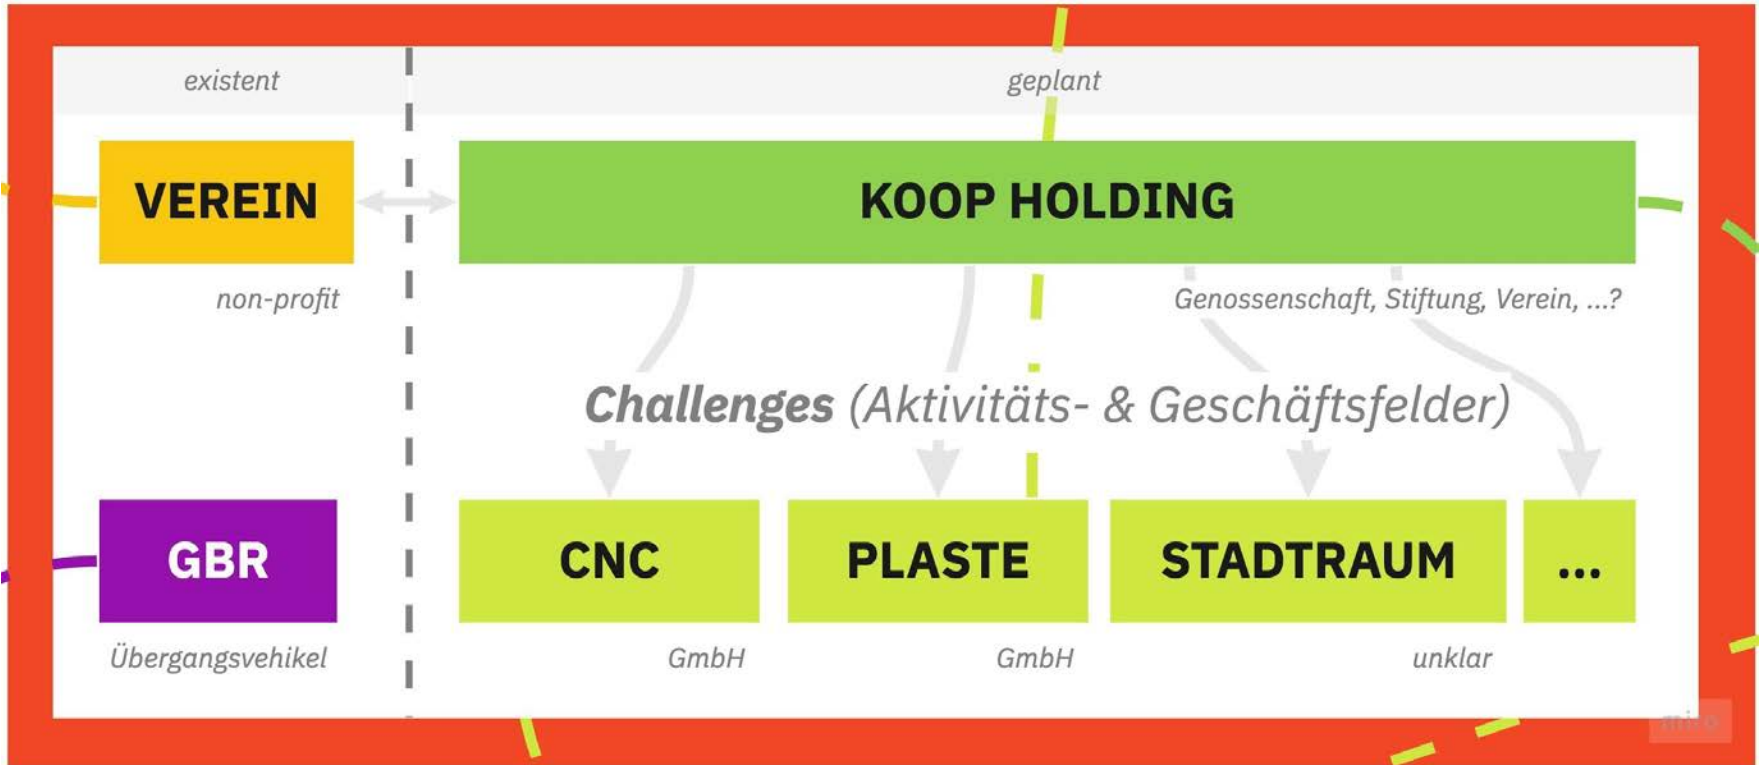 existent
geplant
VEREIN
KOOP HOLDING
non-profit
Genossenschaft, Stiftung, Verein, ...?
Challenges (Aktivitäts- & Geschäftsfelder)
GBR
CNC
PLASTE
STADTRAUM
...
Übergangsvehikel
GmbH
GmbH
unklar
miro